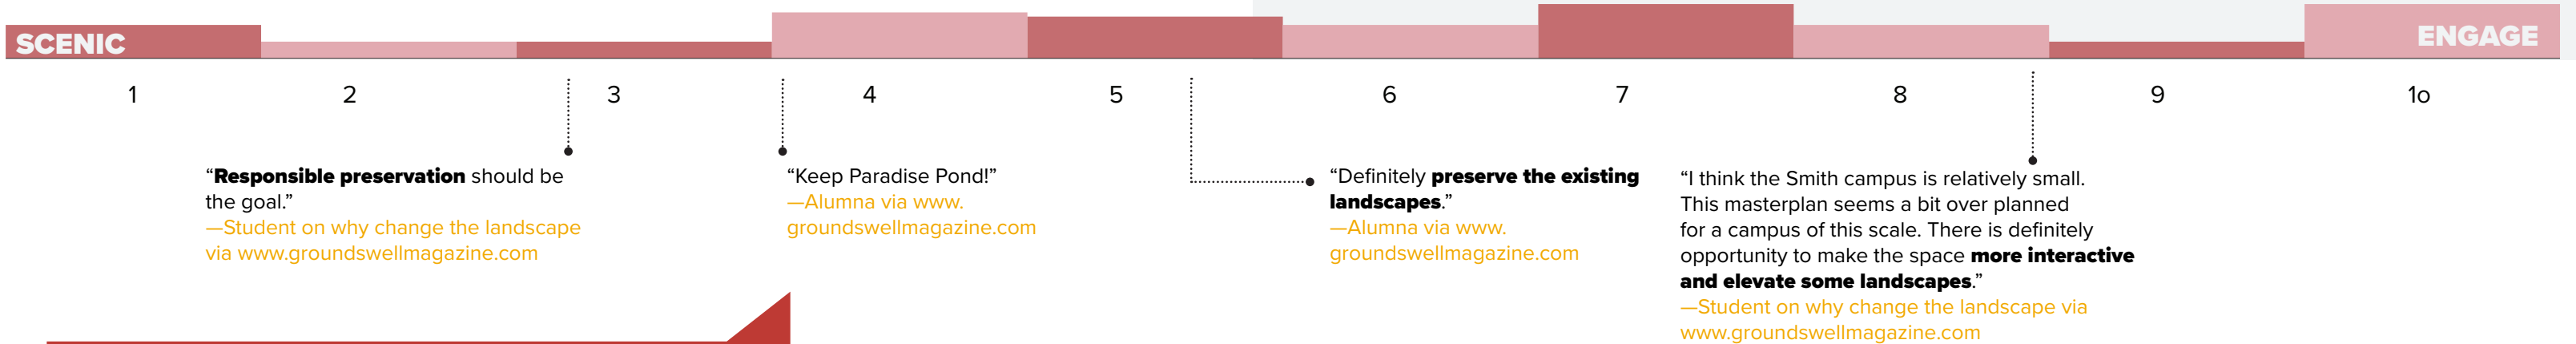 SCENIC
ENGAGE
1
2
3
4
5
6
7
8
9
1o
“Responsible preservation should be
the goal.”
—Student on why change the landscape
via www.groundswellmagazine.com
“Keep Paradise Pond!”
—Alumna via www.
groundswellmagazine.com
“Definitely preserve the existing
landscapes.”
—Alumna via www.
groundswellmagazine.com
“I think the Smith campus is relatively small.
This masterplan seems a bit over planned
for a campus of this scale. There is definitely
opportunity to make the space more interactive
and elevate some landscapes.”
—Student on why change the landscape via
www.groundswellmagazine.com